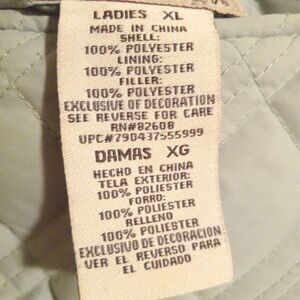 LADIES XL
MADE IN CHINA
SHELL:
100% POLYESTER
LINING:
100% POLYESTER
FILLER:
100% POLYESTER
EXCLUSIVE OF DECORATION
SEE REVERSE FOR CARE
RN#82608
UPC#790437555999
DAMAS XG
HECHO EN CHINA
TELA EXTERIOR:
100% POLIESTER
FORRO:
100% POLIESTER
RELLENO
100% POLIESTER
EXCLUSIVO DE DECORACION
VER EL REVERSO PARA
EL CUIDADO